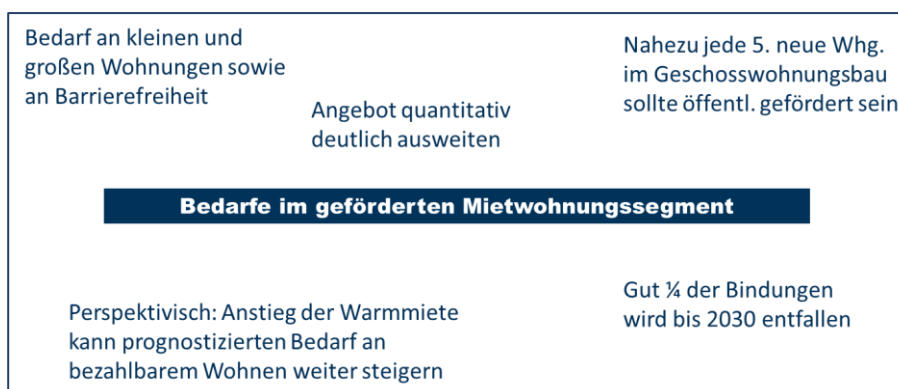 Bedarf an kleinen und
großen Wohnungen sowie
an Barrierefreiheit
Angebot quantitativ
deutlich ausweiten
Nahezu jede 5. neue Whg.
im Geschosswohnungsbau
sollte öffentl. gefördert sein
Bedarfe im geförderten Mietwohnungssegment
Perspektivisch: Anstieg der Warmmiete
kann prognostizierten Bedarf an
bezahlbarem Wohnen weiter steigern
Gut ¼ der Bindungen
wird bis 2030 entfallen